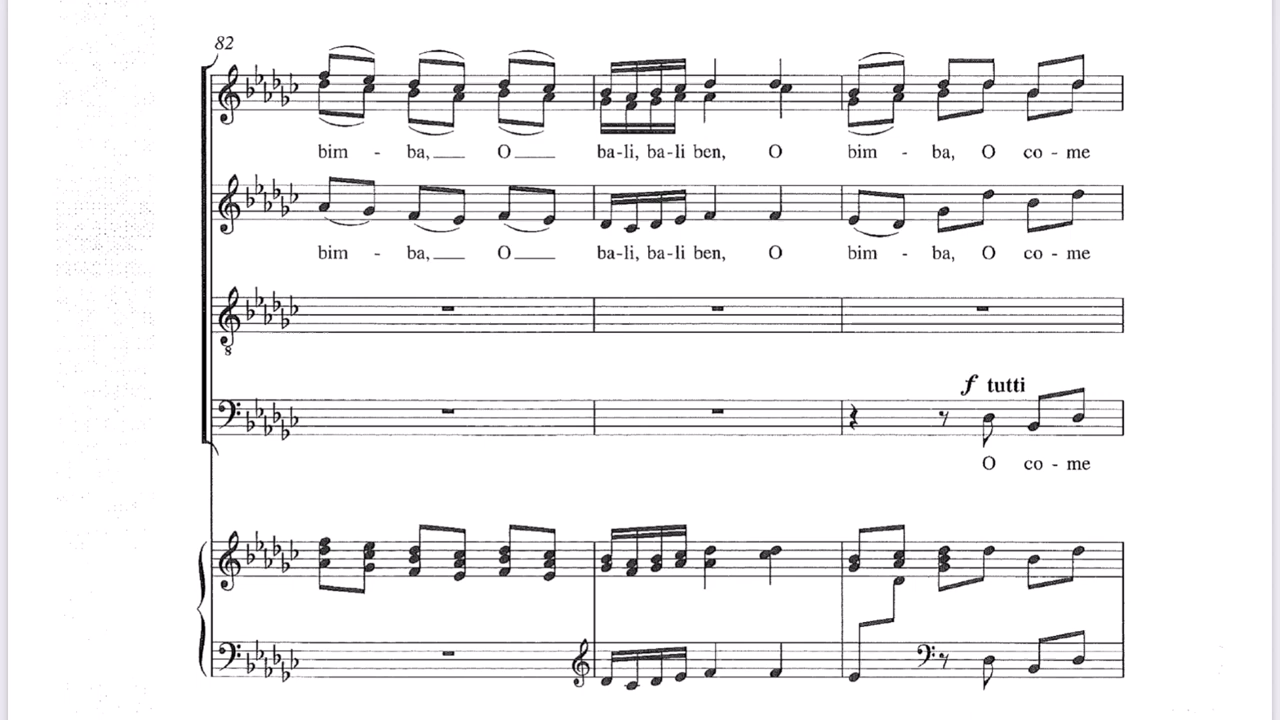 82
bim - ba, O ba-li, ba-li ben, O bim - ba, O co - me
bim - ba, O ba-li, ba-li ben, O bim - ba, O co - me
8
f tutti
O co - me